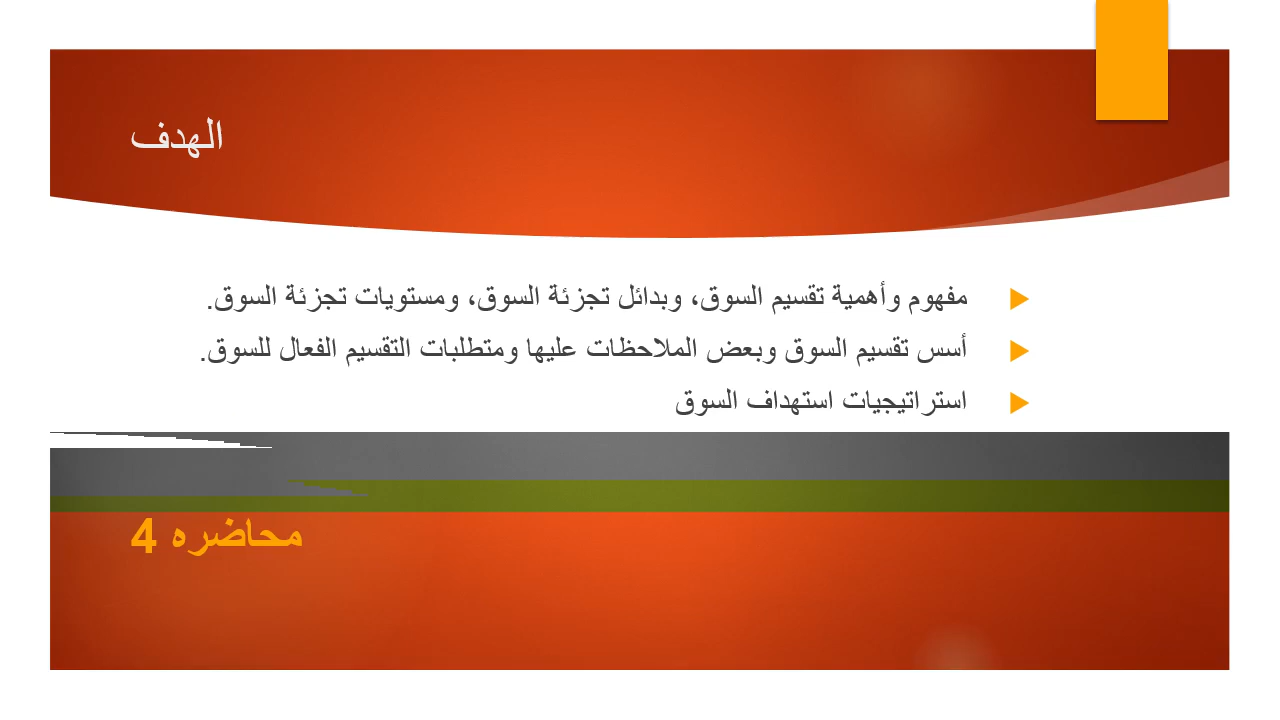 الهدف
مفهوم وأهمية تقسيم السوق، وبدائل تجزئة السوق، ومستويات تجزئة السوق.
أسس تقسيم السوق وبعض الملاحظات عليها ومتطلبات التقسيم الفعال للسوق.
استراتيجيات استهداف السوق
محاضره 4